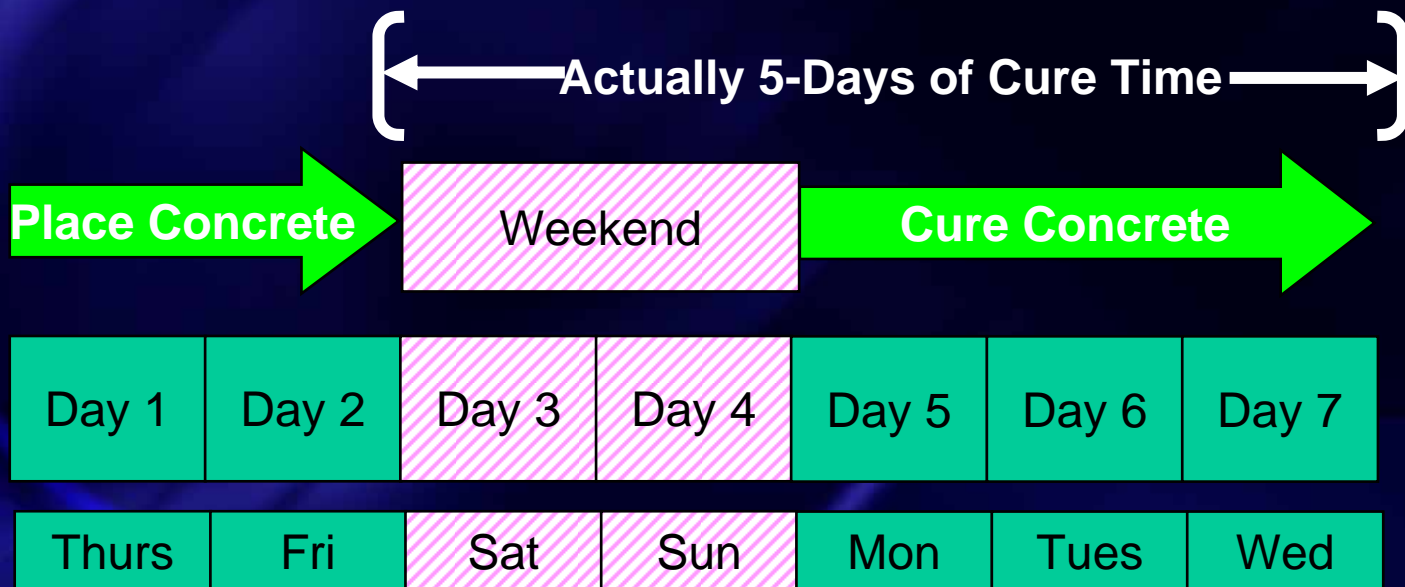 Actually 5-Days of Cure Time
Place Concrete
Weekend
Cure Concrete
Day 1 Day 2 Day 3 Day 4 Day 5 Day 6 Day 7
Thurs Fri Sat Sun Mon Tues Wed